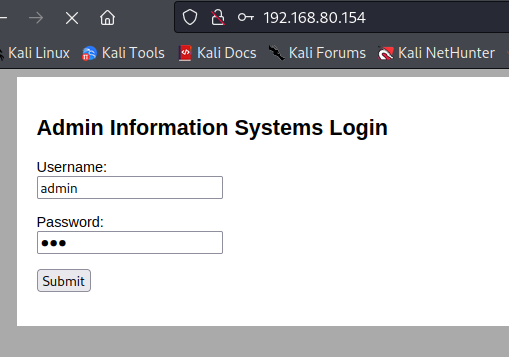 192.168.80.154
Kali Linux Kali Tools Kali Docs Kali Forums Kali NetHunter
Admin Information Systems Login
Username:
admin
Password:
●●●
Submit